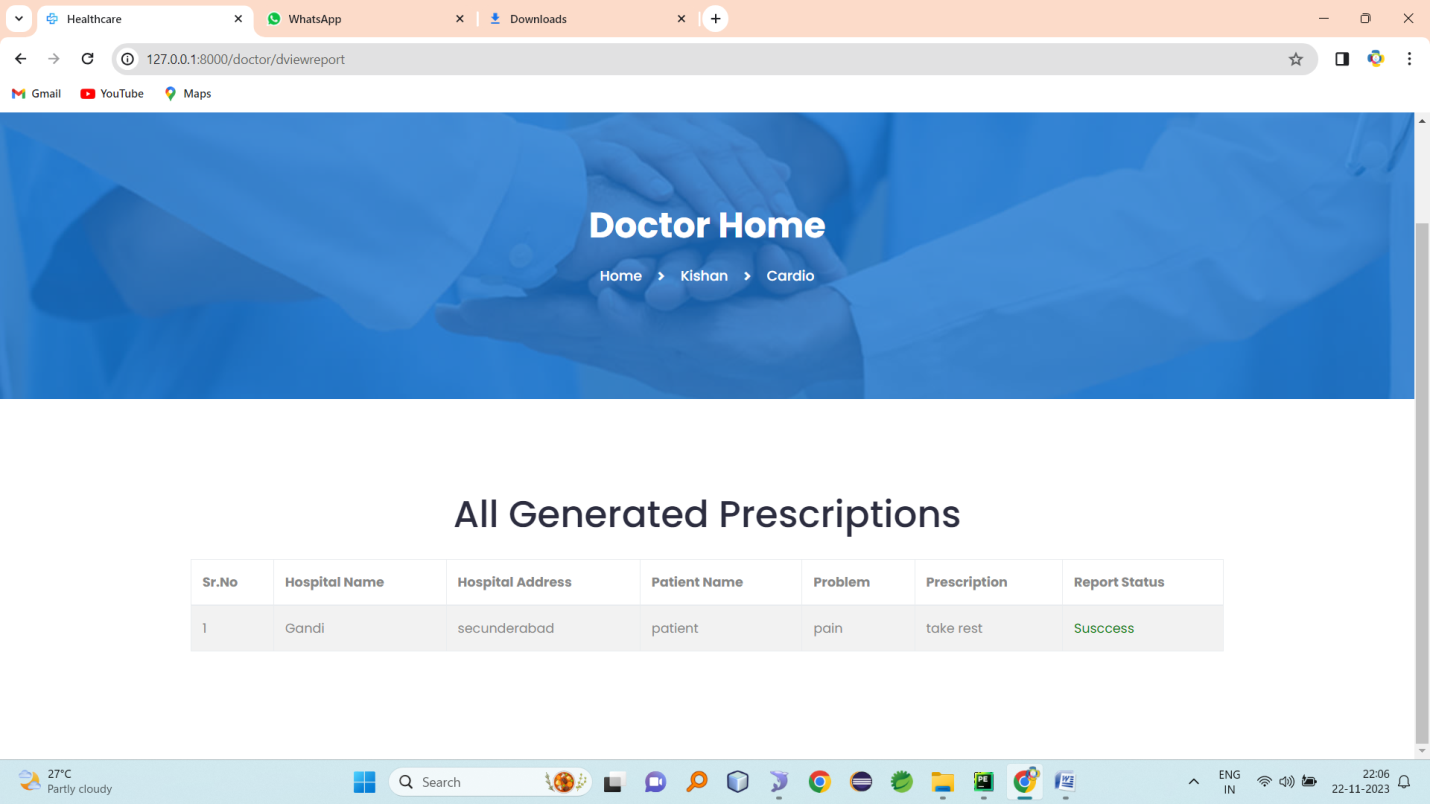 Healthcare
WhatsApp
Downloads
127.0.0.1:8000/doctor/dviewreport
Gmail
YouTube
Maps
Doctor Home
Home > Kishan > Cardio
All Generated Prescriptions
Sr.No Hospital Name Hospital Address Patient Name Problem Prescription Report Status
1 Gandi secunderabad patient pain take rest Susccess
27°C
Partly cloudy
Search
PE
ENG
IN
22:06
22-11-2023